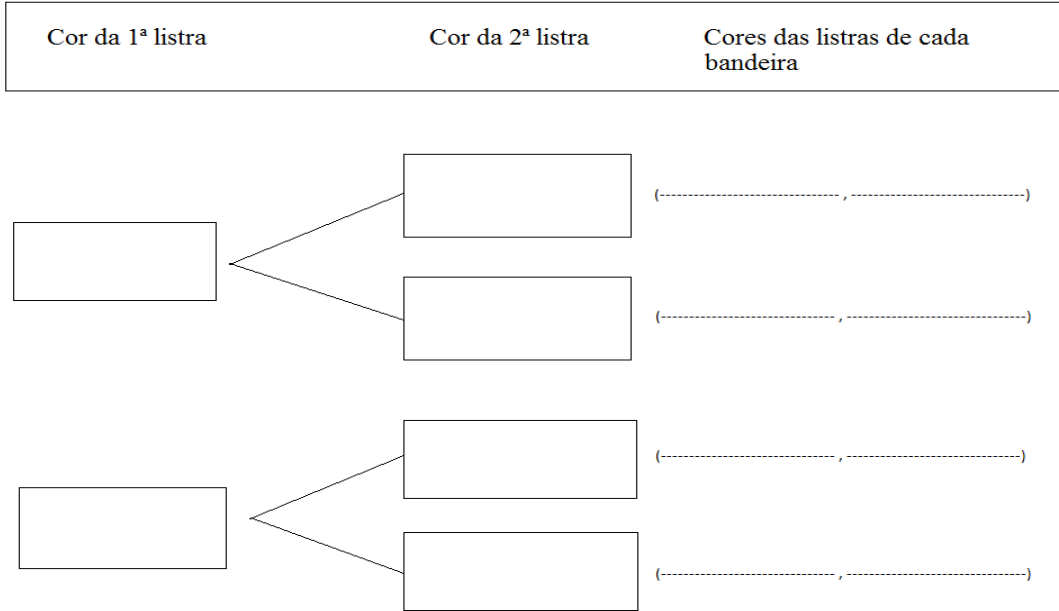 Cor da 1ª listra
Cor da 2ª listra
Cores das listras de cada
bandeira
(-------------------------------- , -------------------------------)
(------------------------------- , --------------------------------)
(------------------------------- , -------------------------------)
(------------------------------- , --------------------------------)